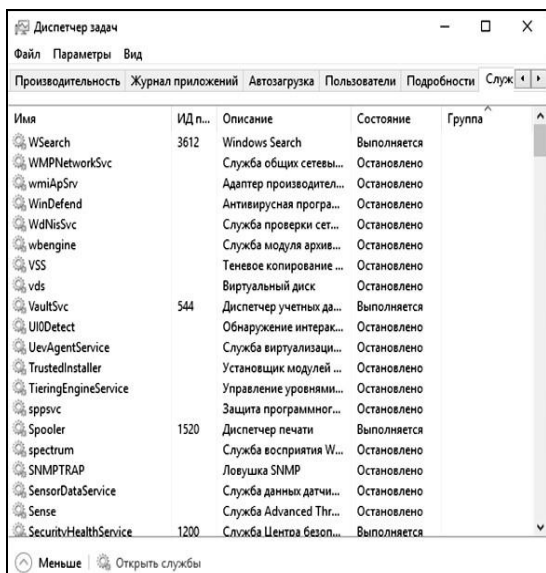 Диспетчер задач
Файл Параметры Вид
Производительность Журнал приложений Автозагрузка Пользователи Подробности Служ
Имя ИД п... Описание Состояние Группа
WSearch 3612 Windows Search Выполняется
WMPNetworkSvc Служба общих сетевы... Остановлено
wmiApSrv Адаптер производител... Остановлено
WinDefend Антивирусная програ... Остановлено
WdNisSvc Служба проверки сет... Остановлено
wbengine Служба модуля архив... Остановлено
VSS Теневое копирование ... Остановлено
vds Виртуальный диск Остановлено
VaultSvc 544 Диспетчер учетных да... Выполняется
UI0Detect Обнаружение интерак... Остановлено
UevAgentService Служба виртуализаци... Остановлено
TrustedInstaller Установщик модулей ... Остановлено
TieringEngineService Управление уровнями... Остановлено
sppsvc Защита программног... Остановлено
Spooler 1520 Диспетчер печати Выполняется
spectrum Служба восприятия W... Остановлено
SNMPTRAP Ловушка SNMP Остановлено
SensorDataService Служба данных датчи... Остановлено
Sense Служба Advanced Thr... Остановлено
SecurityHealthService 1200 Служба Центра безоп... Выполняется
Меньше Открыть службы